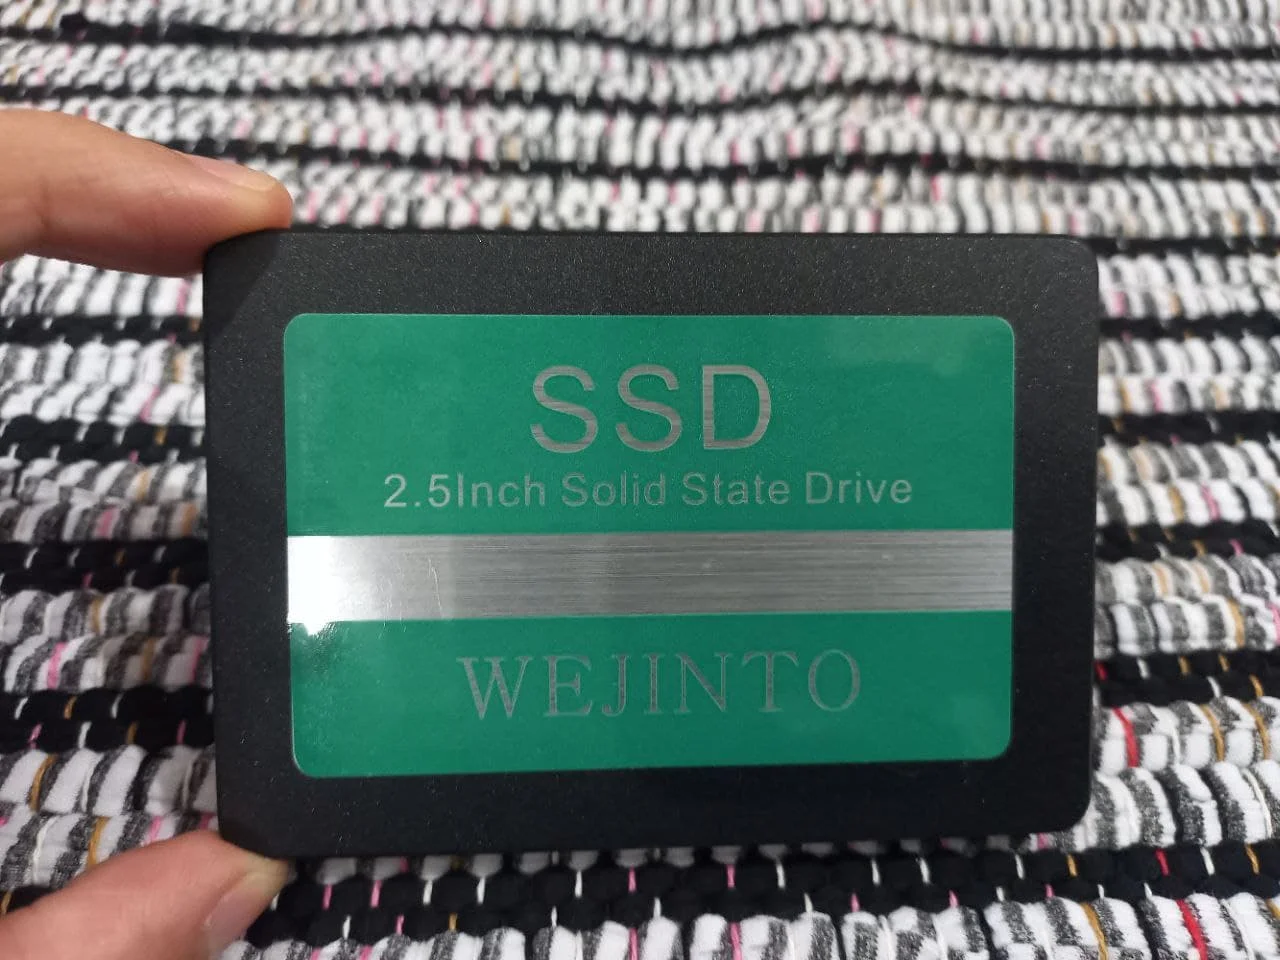 SSD
2.5Inch Solid State Drive
WEJINTO